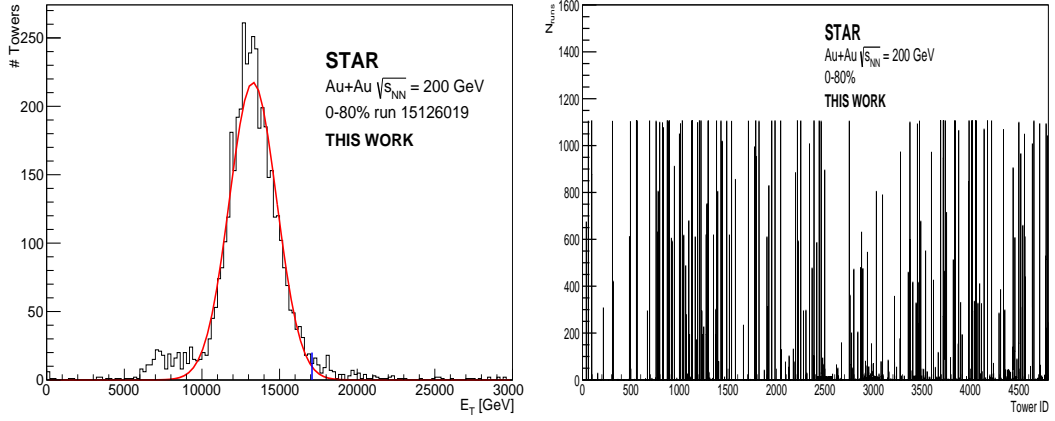 # Towers
250
200
150
100
50
0
STAR
Au+Au √s_NN = 200 GeV
0-80% run 15126019
THIS WORK
0 5000 10000 15000 20000 25000 3000
E_T [GeV]
N_runs
1600
1400
1200
1000
800
600
400
200
0
STAR
Au+Au √s_NN = 200 GeV
0-80%
THIS WORK
0 500 1000 1500 2000 2500 3000 3500 4000 4500
Tower ID